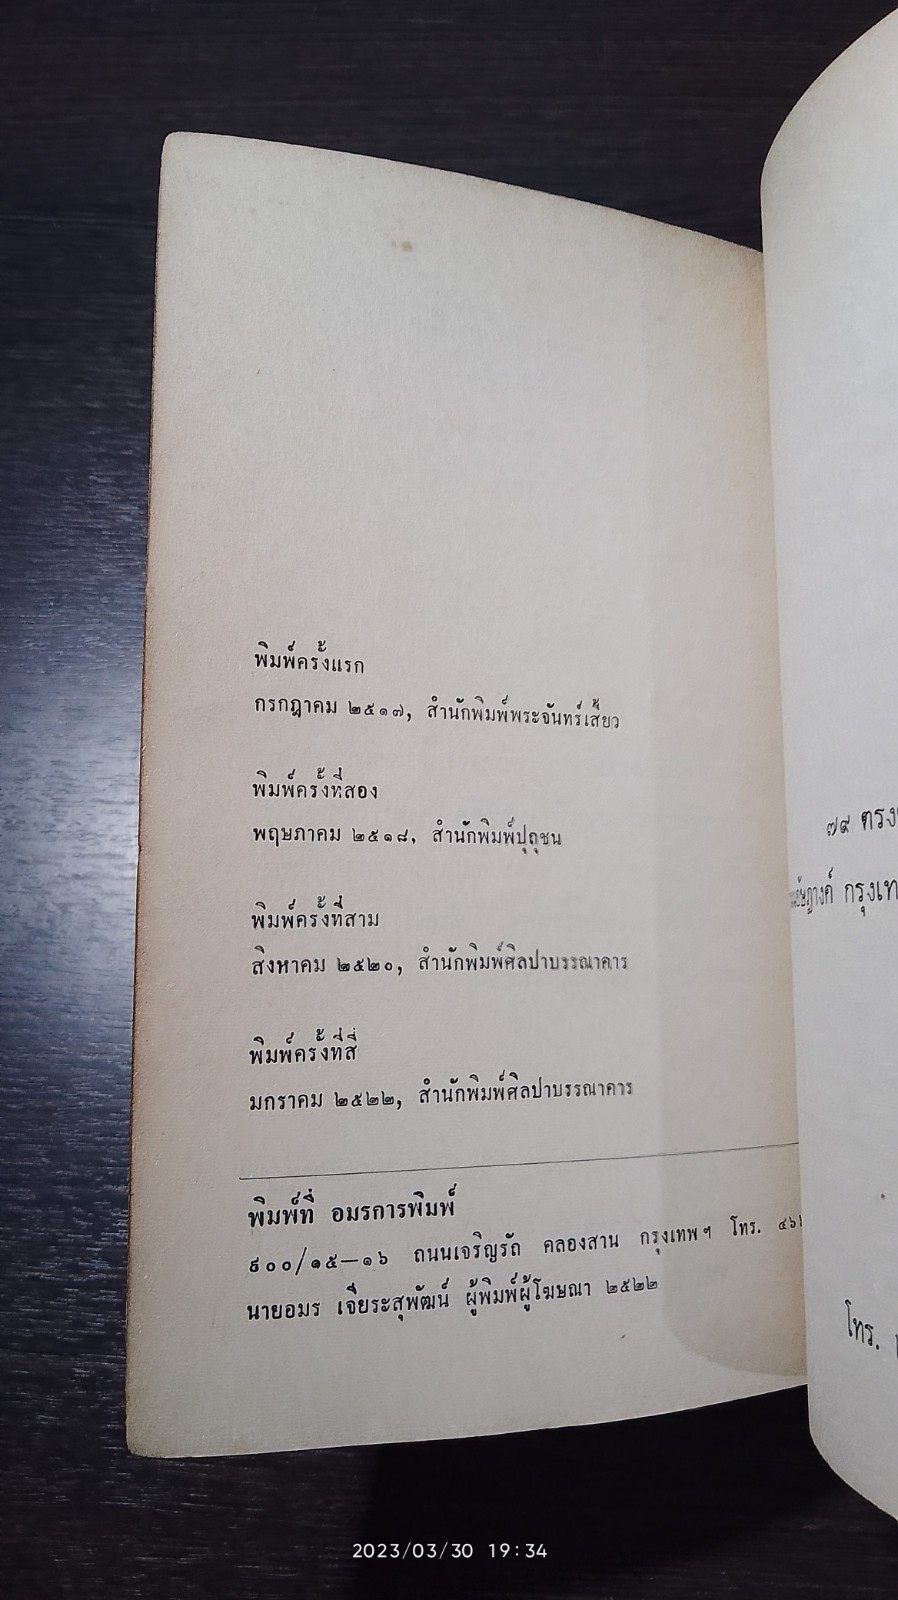 พิมพ์ครั้งแรก
กรกฎาคม ๒๕๑๗, สำนักพิมพ์พระจันทร์เสี้ยว
พิมพ์ครั้งที่สอง
พฤษภาคม ๒๕๑๘, สำนักพิมพ์ปุถุชน
พิมพ์ครั้งที่สาม
สิงหาคม ๒๕๒๐, สำนักพิมพ์ศิลปาบรรณาคาร
พิมพ์ครั้งที่สี่
มกราคม ๒๕๒๒, สำนักพิมพ์ศิลปาบรรณาคาร
พิมพ์ที่ อมรการพิมพ์
๕๐๐/๑๕—๑๖ ถนนเจริญรัถ คลองสาน กรุงเทพฯ โทร.
นายอมร เจียระสุพัฒน์ ผู้พิมพ์ผู้โฆษณา ๒๕๒๒
๗๙
โทร.
2023/03/30 19:34